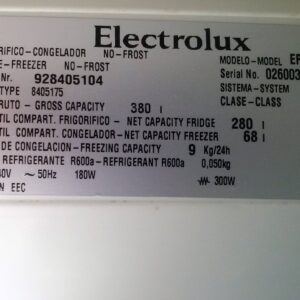 Electrolux
RIFICO-CONGELADOR NO-FROST MODELO-MODEL
E-FREEZER NO-FROST Serial No. 026003
Nr. 928405104 SISTEMA-SYSTEM
TYPE 8405175 CLASE-CLASS
RUTO - GROSS CAPACITY 380 l
TIL COMPART. FRIGORIFICO - NET CAPACITY FRIDGE 280 l
TIL COMPART. CONGELADOR - NET CAPACITY FREEZER 68 l
DE CONGELACION-FREEZING CAPACITY 9 Kg/24h
REFRIGERANTE R600a-REFRIGERANT R600a 0,050kg
40V ~ 50Hz 180W 300W
N EEC